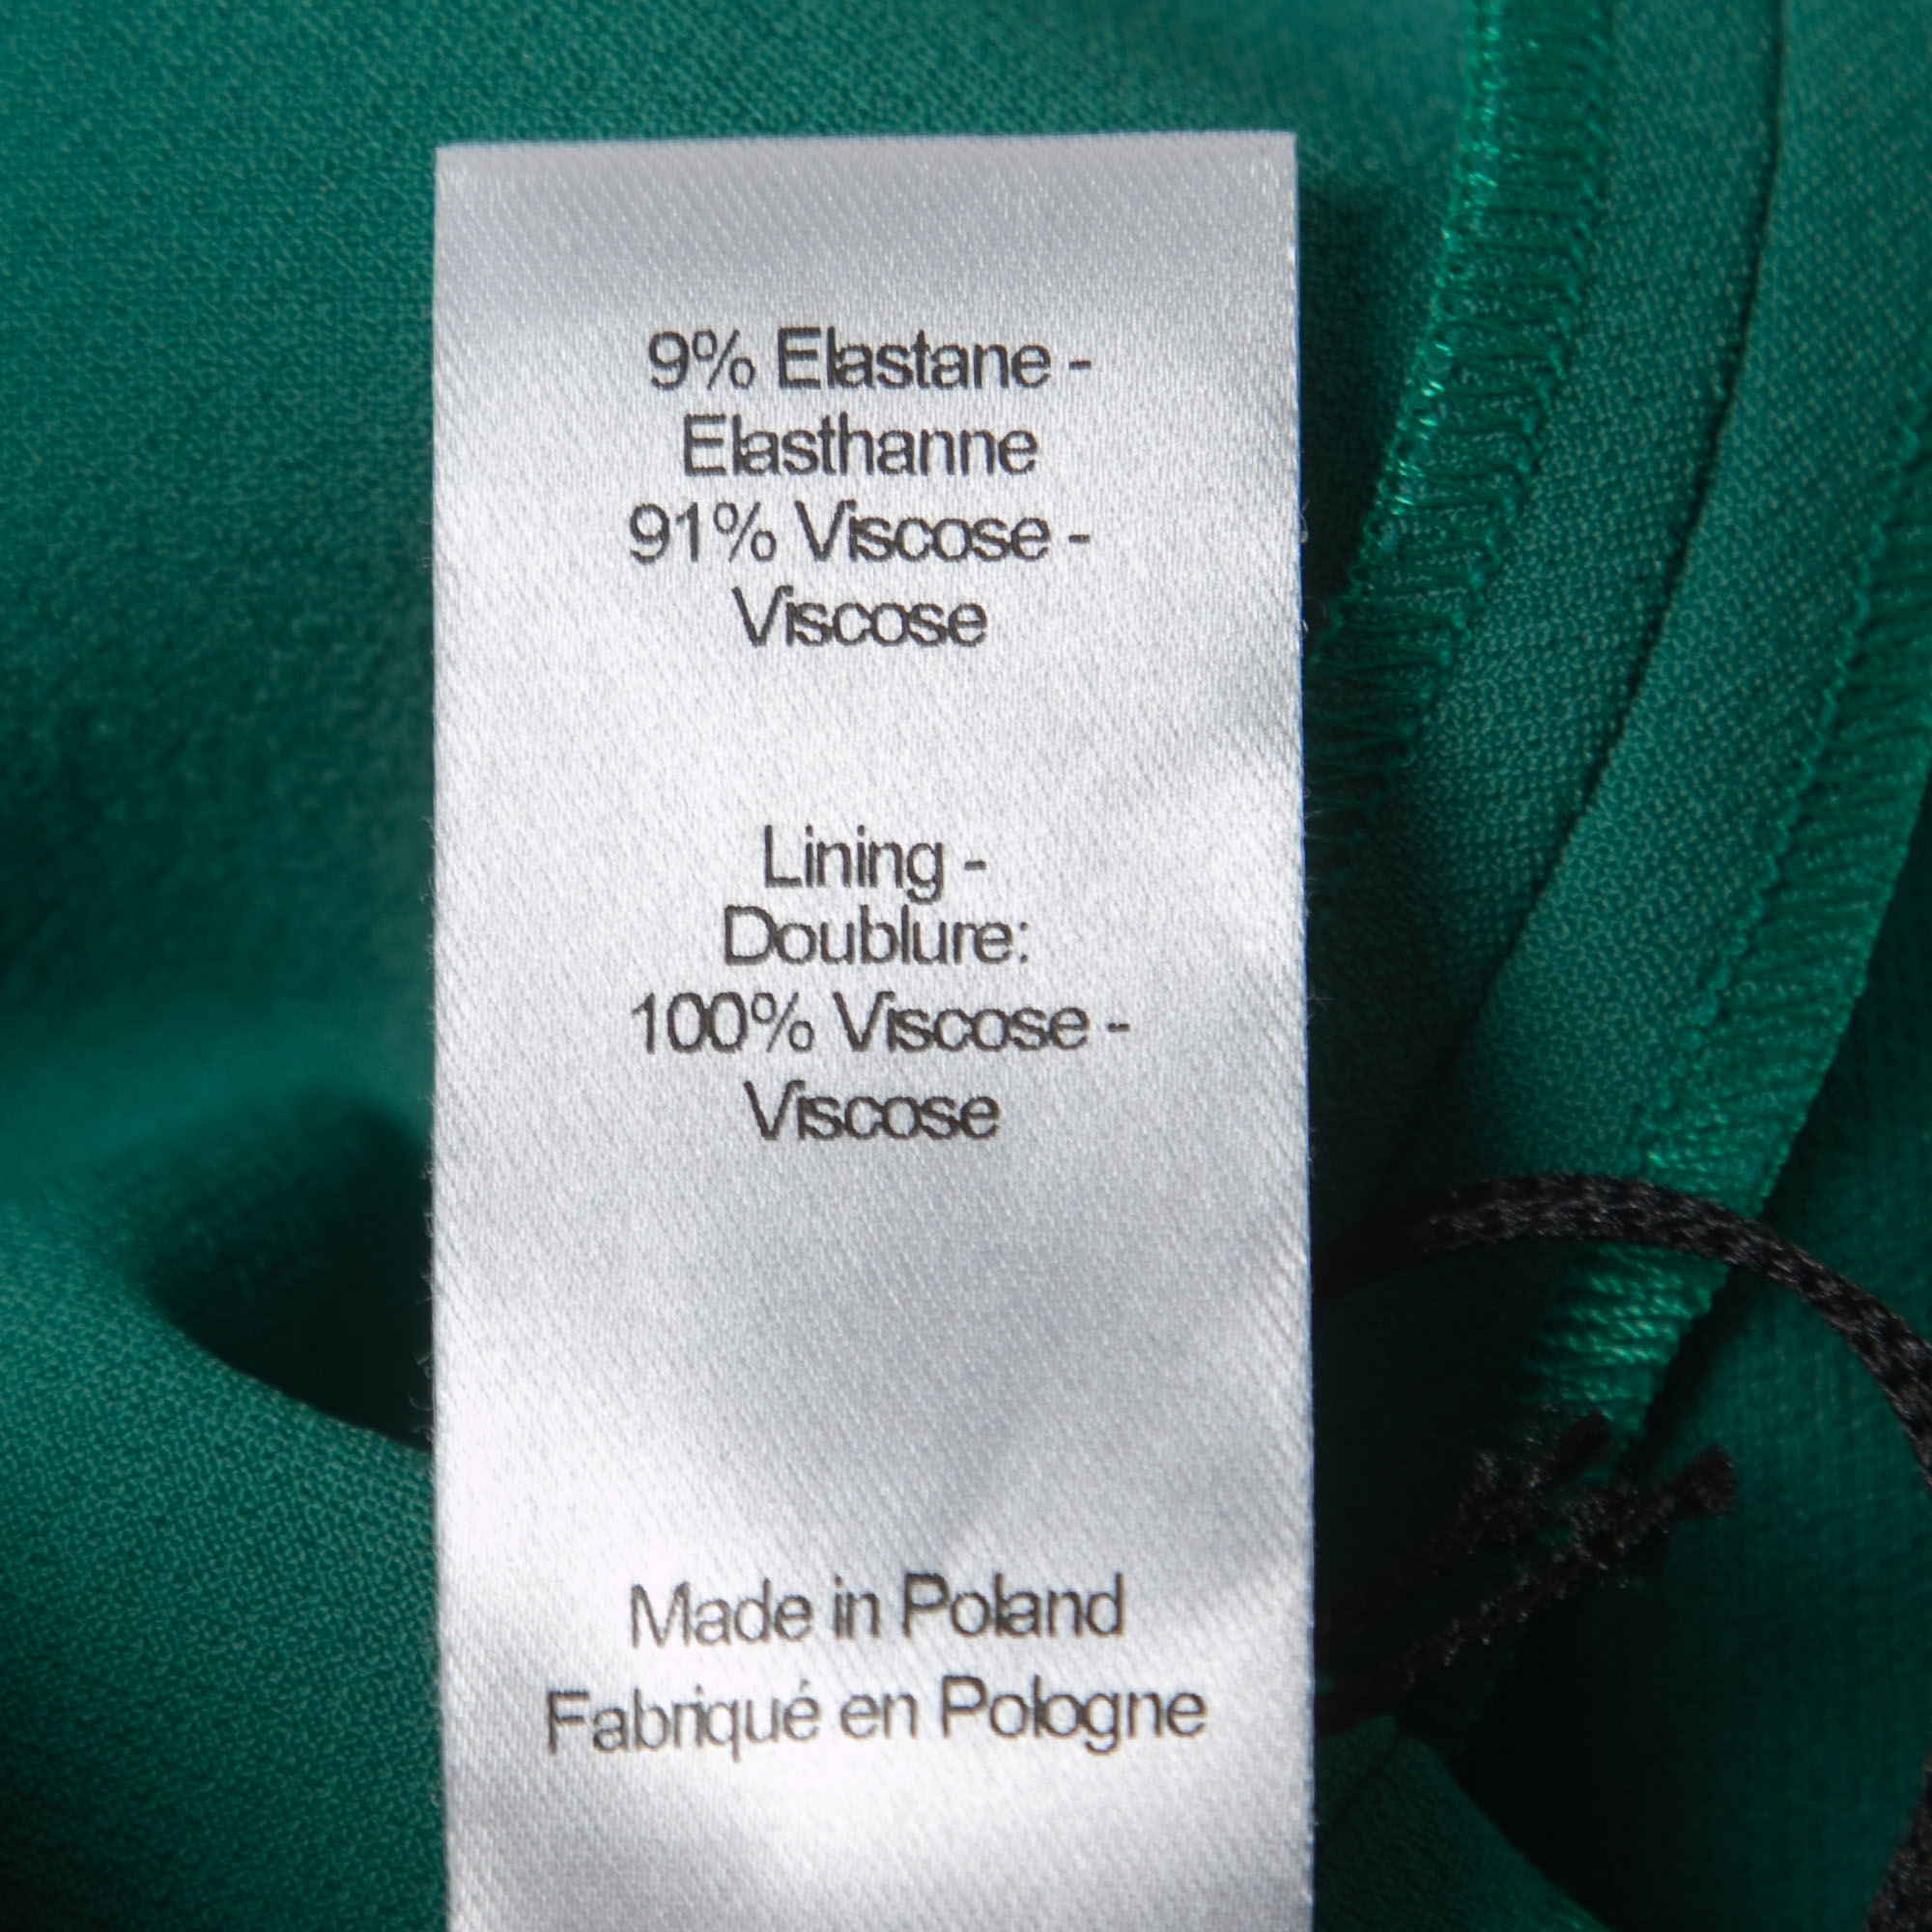 9% Elastane -
Elasthanne
91% Viscose -
Viscose
Lining -
Doublure:
100% Viscose -
Viscose
Made in Poland
Fabriqué en Pologne